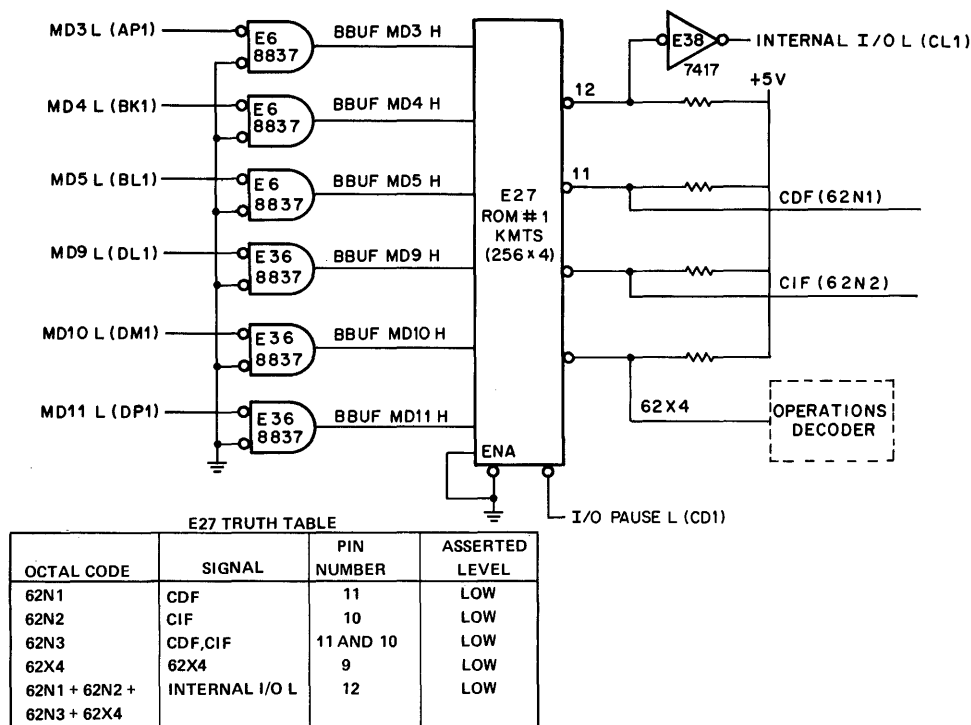 MD3 L (AP1)
E6
8837
BBUF MD3 H
MD4 L (BK1)
E6
8837
BBUF MD4 H
MD5 L (BL1)
E6
8837
BBUF MD5 H
MD9 L (DL1)
E36
8837
BBUF MD9 H
MD10 L (DM1)
E36
8837
BBUF MD10 H
MD11 L (DP1)
E36
8837
BBUF MD11 H
E27
ROM #1
KMTS
(256 x 4)
ENA
12
E38
7417
INTERNAL I/O L (CL1)
+5V
11
CDF (62N1)
CIF (62N2)
62X4
OPERATIONS
DECODER
I/O PAUSE L (CD1)
E27 TRUTH TABLE
OCTAL CODE SIGNAL PIN NUMBER ASSERTED LEVEL
62N1 CDF 11 LOW
62N2 CIF 10 LOW
62N3 CDF,CIF 11 AND 10 LOW
62X4 62X4 9 LOW
62N1 + 62N2 + INTERNAL I/O L 12 LOW
62N3 + 62X4